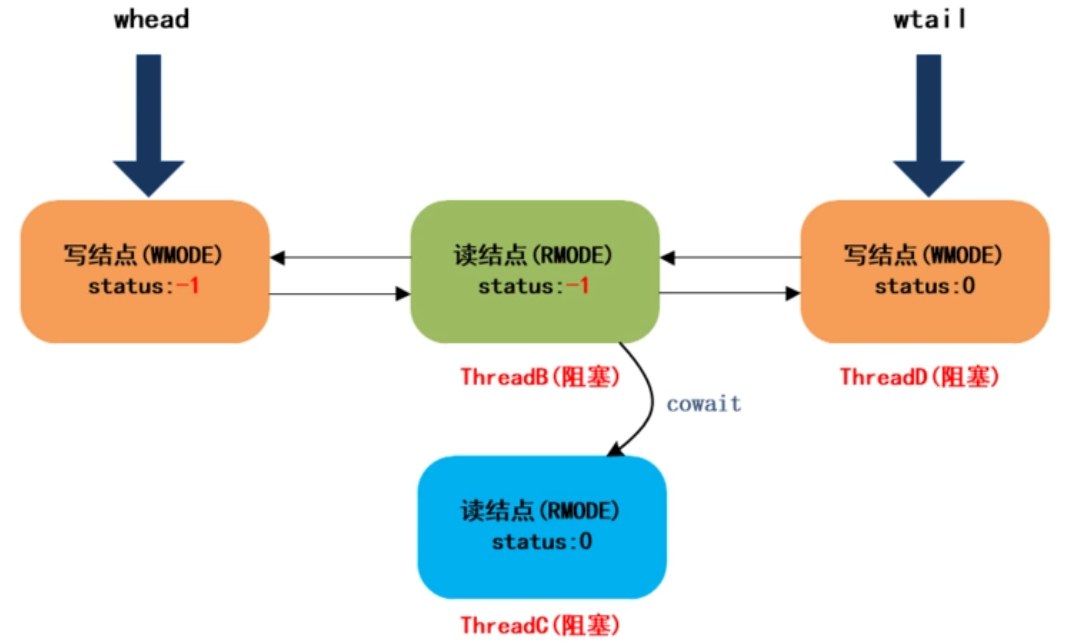 whead
wtail
写结点(WMODE)
status:-1
读结点(RMODE)
status:-1
写结点(WMODE)
status:0
ThreadB(阻塞)
ThreadD(阻塞)
cowait
读结点(RMODE)
status:0
ThreadC(阻塞)